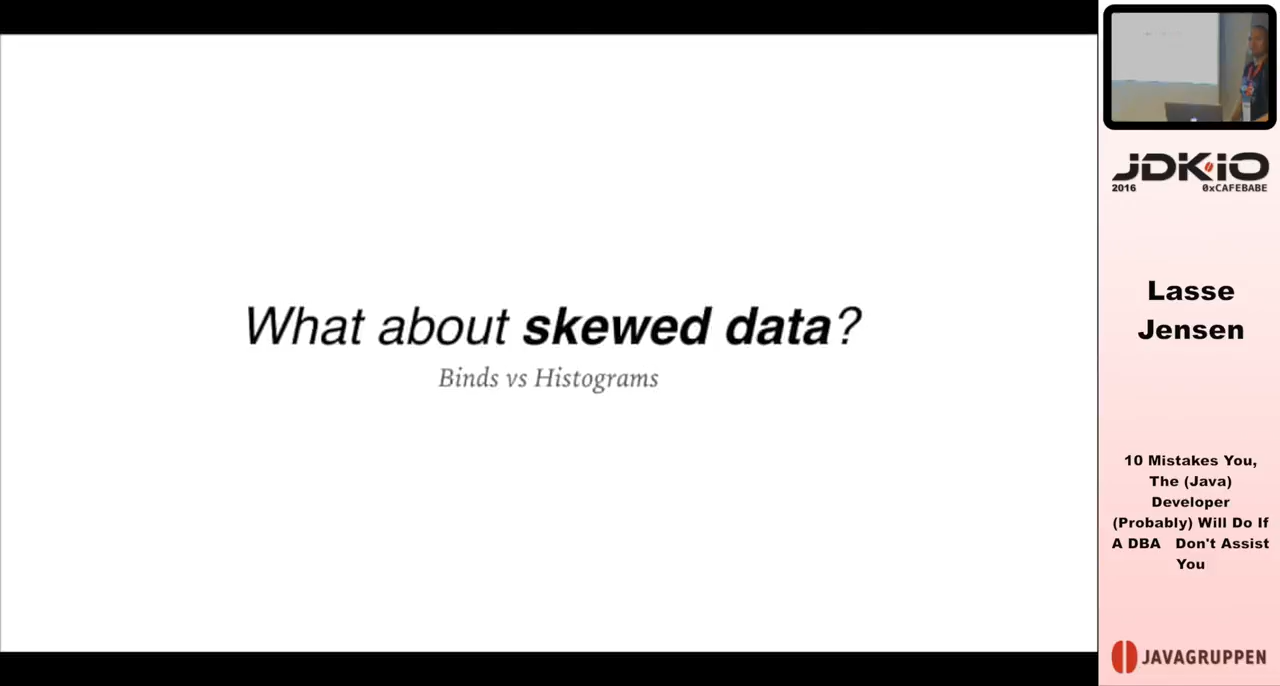 What about skewed data?
Binds vs Histograms
JDK.IO
2016 0xCAFEBABE
Lasse
Jensen
10 Mistakes You,
The (Java)
Developer
(Probably) Will Do If
A DBA Don't Assist
You
JAVAGRUPPEN